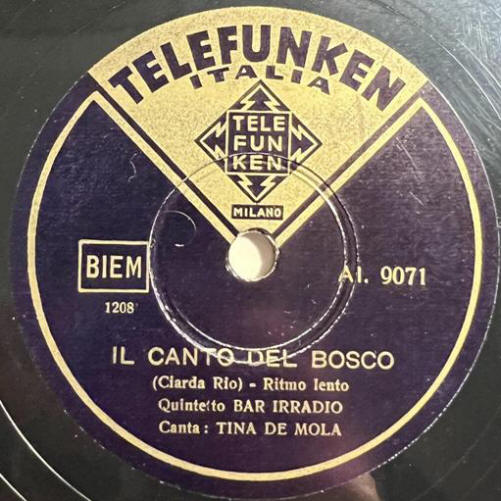 TELEFUNKEN
ITALIA
TELE
FUN
KEN
MILANO
BIEM
A1. 9071
1208
IL CANTO DEL BOSCO
(Ciarda Rio) - Ritmo lento
Quintetto BAR IRRADIO
Canta: TINA DE MOLA